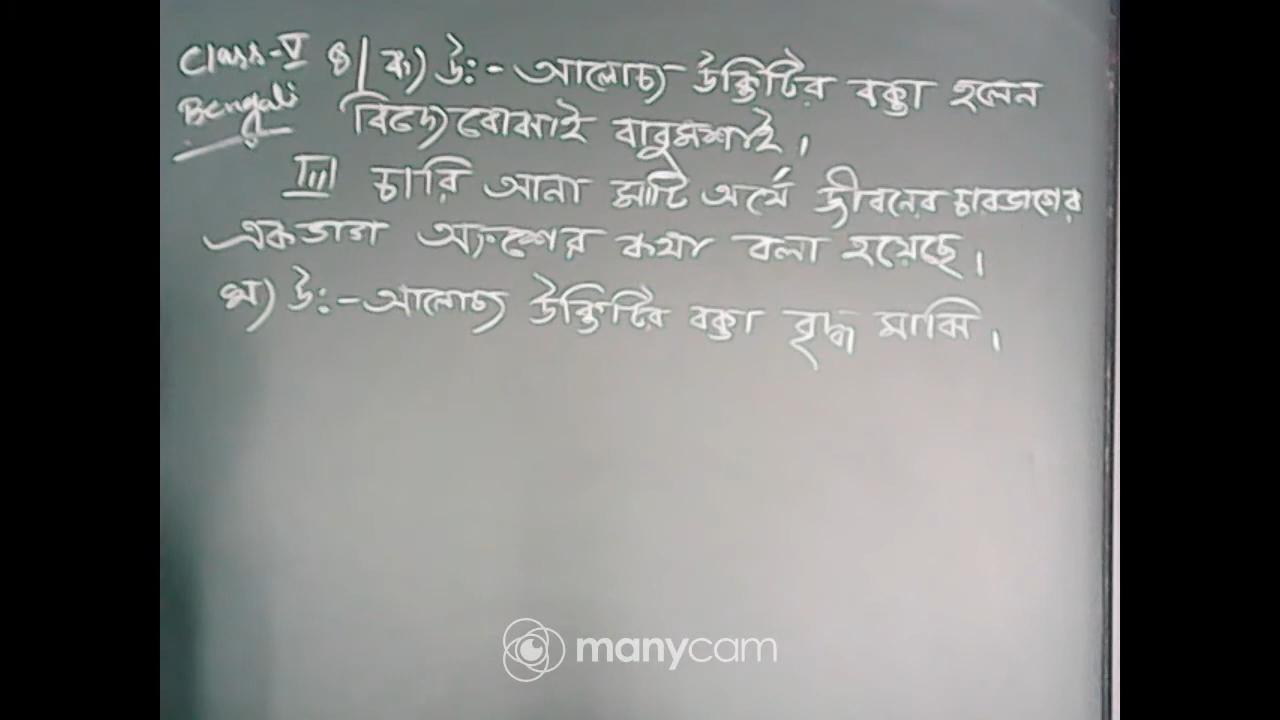 Class-V ৪| ক) উঃ- আলোচ্য উক্তিটির বক্তা হলেন
Bengali বিদ্যেবোঝাই বাবুমশাই।
III চারি আনা মাটি অর্থে জীবনের চারভাগের
একভাগ অংশের কথা বলা হয়েছে।
খ) উঃ- আলোচ্য উক্তিটির বক্তা বৃদ্ধ মাঝি।
manycam